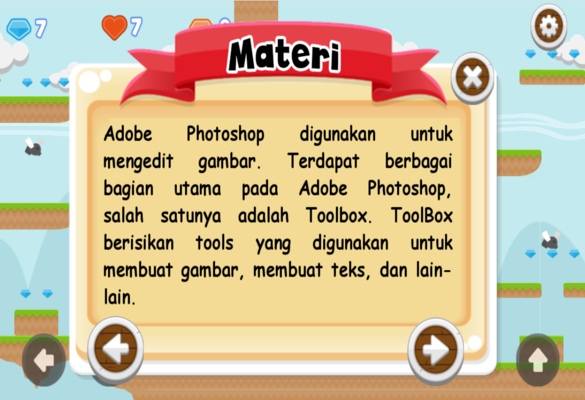 7 7
Materi
Adobe Photoshop digunakan untuk
mengedit gambar. Terdapat berbagai
bagian utama pada Adobe Photoshop,
salah satunya adalah Toolbox. ToolBox
berisikan tools yang digunakan untuk
membuat gambar, membuat teks, dan lain-
lain.